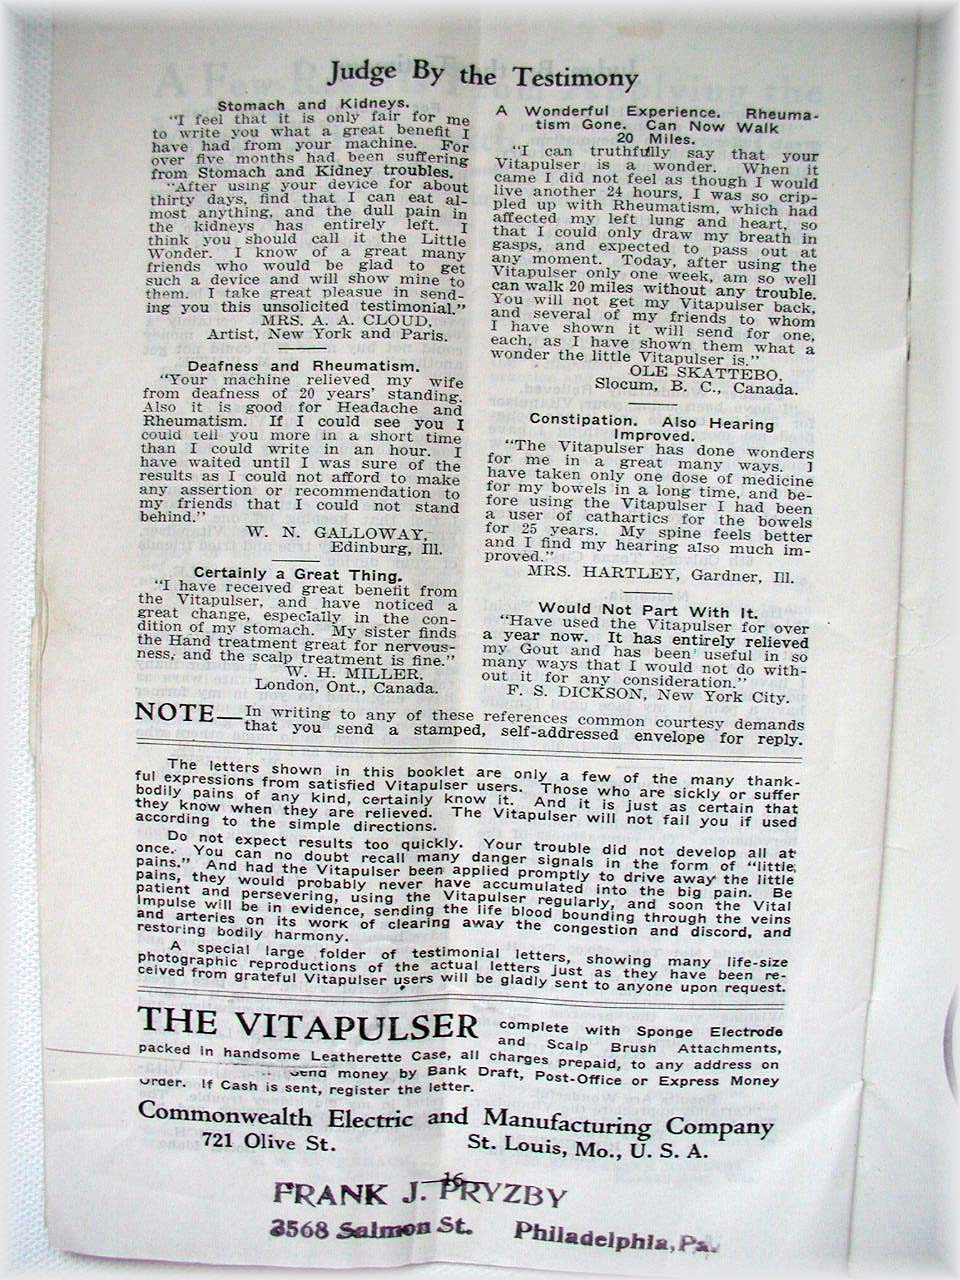 Judge By the Testimony
Stomach and Kidneys.
"I feel that it is only fair for me
to write you what a great benefit I
have had from your machine. For
over five months had been suffering
from Stomach and Kidney troubles.
"After using your device for about
thirty days, find that I can eat al-
most anything, and the dull pain in
the kidneys has entirely left. I
think you should call it the Little
Wonder. I know of a great many
friends who would be glad to get
such a device and will show mine to
them. I take great pleasue in send-
ing you this unsolicited testimonial."
MRS. A. A. CLOUD,
Artist, New York and Paris.
Deafness and Rheumatism.
"Your machine relieved my wife
from deafness of 20 years' standing.
Also it is good for Headache and
Rheumatism. If I could see you I
could tell you more in a short time
than I could write in an hour. I
have waited until I was sure of the
results as I could not afford to make
any assertion or recommendation to
my friends that I could not stand
behind."
W. N. GALLOWAY,
Edinburg, Ill.
Certainly a Great Thing.
"I have received great benefit from
the Vitapulser, and have noticed a
great change, especially in the con-
dition of my stomach. My sister finds
the Hand treatment great for nervous-
ness, and the scalp treatment is fine."
W. H. MILLER,
London, Ont., Canada.
A Wonderful Experience. Rheuma-
tism Gone. Can Now Walk
20 Miles.
"I can truthfully say that your
Vitapulser is a wonder. When it
came I did not feel as though I would
live another 24 hours, I was so crip-
pled up with Rheumatism, which had
affected my left lung and heart, so
that I could only draw my breath in
gasps, and expected to pass out at
any moment. Today, after using the
Vitapulser only one week, am so well
can walk 20 miles without any trouble.
You will not get my Vitapulser back,
and several of my friends to whom
I have shown it will send for one,
each, as I have shown them what a
wonder the little Vitapulser is."
OLE SKATTEBO,
Slocum, B. C., Canada.
Constipation. Also Hearing
Improved.
"The Vitapulser has done wonders
for me in a great many ways. I
have taken only one dose of medicine
for my bowels in a long time, and be-
fore using the Vitapulser I had been
a user of cathartics for the bowels
for 25 years. My spine feels better
and I find my hearing also much im-
proved."
MRS. HARTLEY, Gardner, Ill.
Would Not Part With It.
"Have used the Vitapulser for over
a year now. It has entirely relieved
my Gout and has been useful in so
many ways that I would not do with-
out it for any consideration."
F. S. DICKSON, New York City.
NOTE—In writing to any of these references common courtesy demands
that you send a stamped, self-addressed envelope for reply.
The letters shown in this booklet are only a few of the many thank-
ful expressions from satisfied Vitapulser users. Those who are sickly or suffer
bodily pains of any kind, certainly know it. And it is just as certain that
they know when they are relieved. The Vitapulser will not fail you if used
according to the simple directions.
Do not expect results too quickly. Your trouble did not develop all at
once. You can no doubt recall many danger signals in the form of "little
pains." And had the Vitapulser been applied promptly to drive away the little
pains, they would probably never have accumulated into the big pain. Be
patient and persevering, using the Vitapulser regularly, and soon the Vital
Impulse will be in evidence, sending the life blood bounding through the veins
and arteries on its work of clearing away the congestion and discord, and
restoring bodily harmony.
A special large folder of testimonial letters, showing many life-size
photographic reproductions of the actual letters just as they have been re-
ceived from grateful Vitapulser users will be gladly sent to anyone upon request.
THE VITAPULSER complete with Sponge Electrode
and Scalp Brush Attachments,
packed in handsome Leatherette Case, all charges prepaid, to any address on
Send money by Bank Draft, Post-Office or Express Money
Order. If Cash is sent, register the letter.
Commonwealth Electric and Manufacturing Company
721 Olive St. St. Louis, Mo., U. S. A.
16
FRANK J. PRYZBY
3568 Salmon St. Philadelphia, Pa.